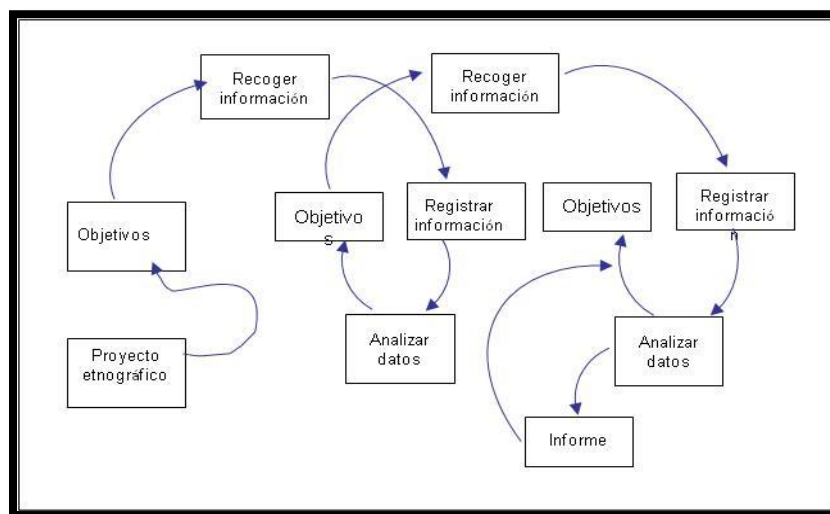 Recoger
información
Recoger
información
Objetivos
Objetivo
s
Registrar
información
Objetivos
Registrar
informació
n
Proyecto
etnográfico
Analizar
datos
Analizar
datos
Informe